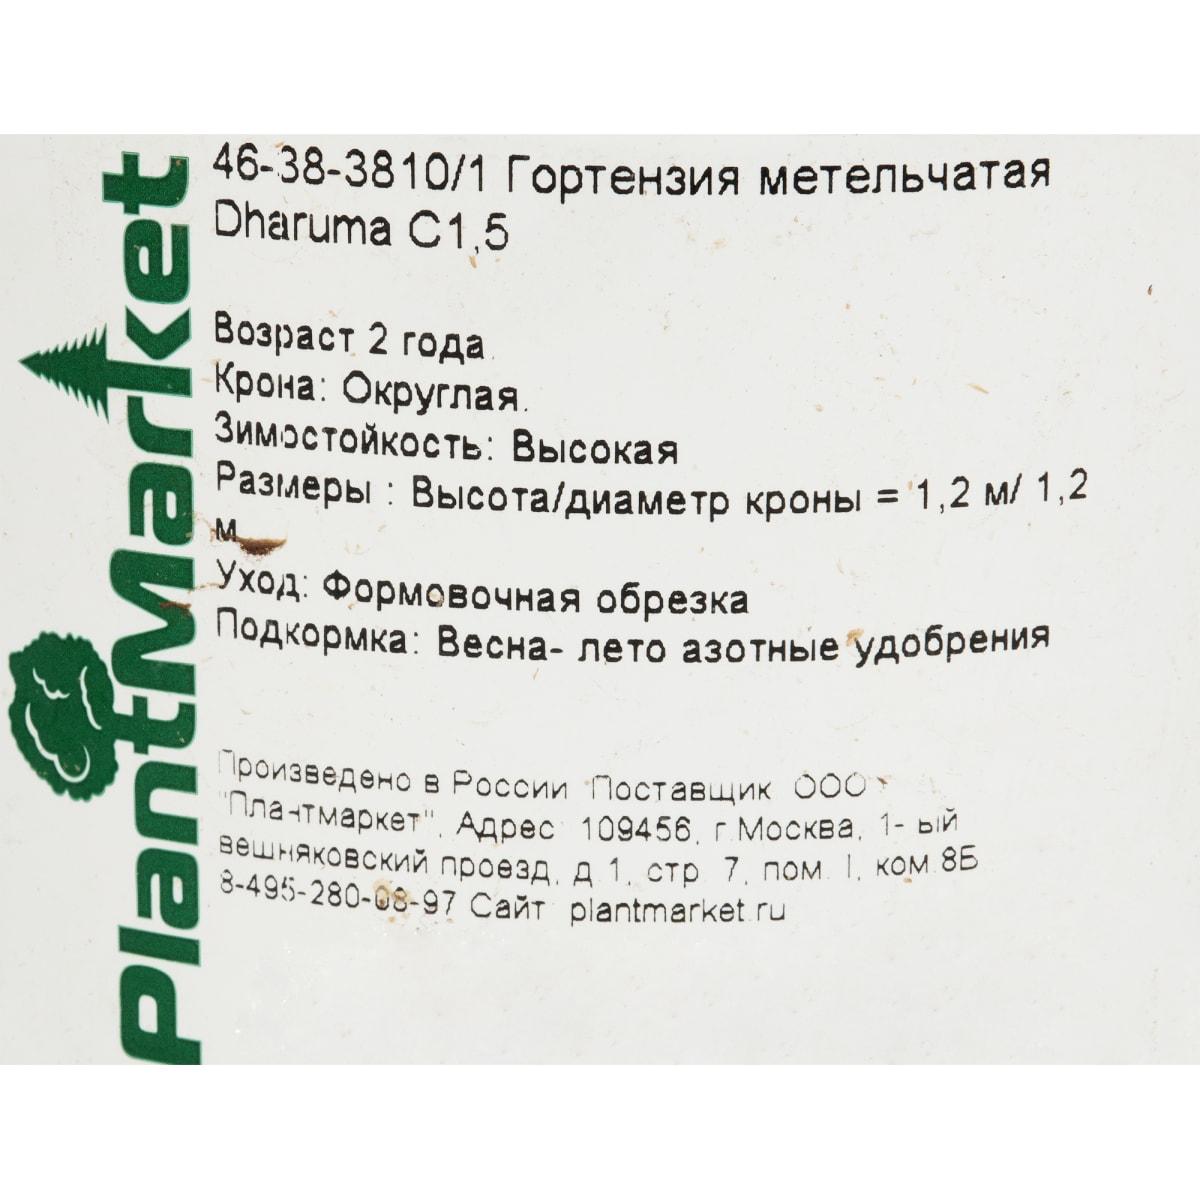 PlantMarket
46-38-3810/1 Гортензия метельчатая
Dharuma C1,5
Возраст 2 года.
Крона: Округлая.
Зимостойкость: Высокая
Размеры : Высота/диаметр кроны = 1,2 м/ 1,2
м
Уход: Формовочная обрезка
Подкормка: Весна- лето азотные удобрения
Произведено в России Поставщик ООО
"Плантмаркет", Адрес 109456, г.Москва, 1- ый
вешняковский проезд, д 1, стр. 7, пом. I, ком.8Б
8-495-280-08-97 Сайт plantmarket.ru